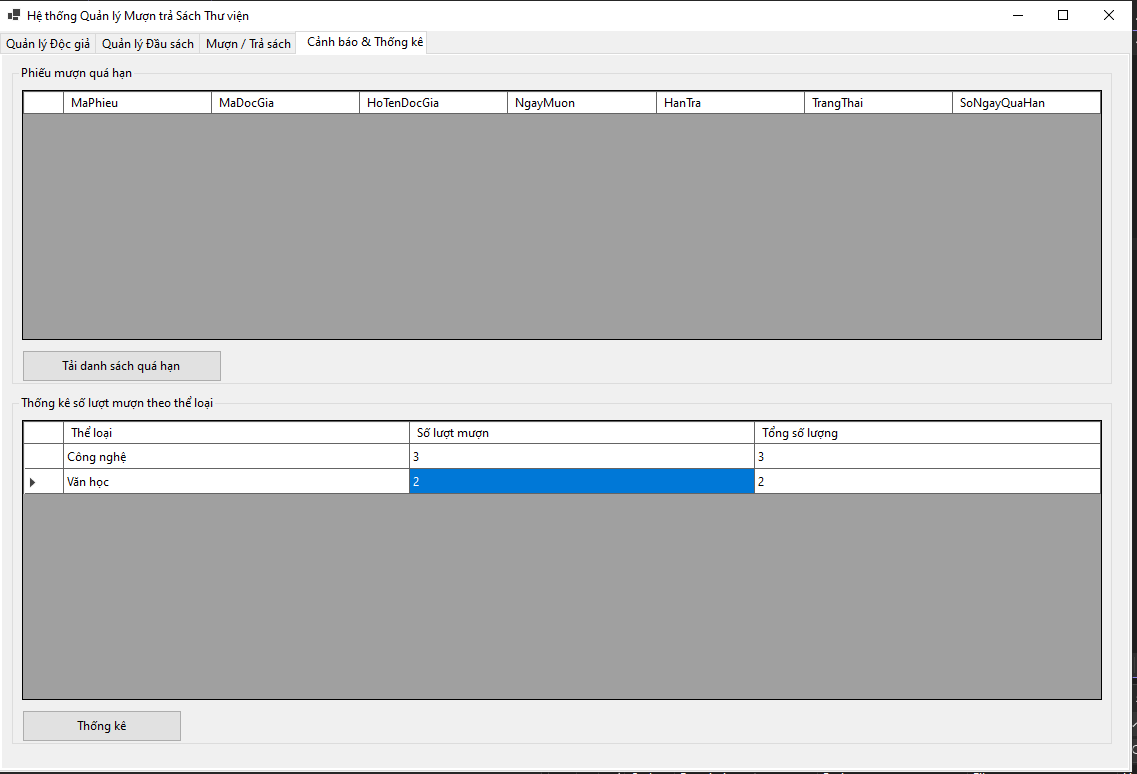 Hệ thống Quản lý Mượn trả Sách Thư viện
Quản lý Độc giả Quản lý Đầu sách Mượn / Trả sách Cảnh báo & Thống kê
Phiếu mượn quá hạn
MaPhieu MaDocGia HoTenDocGia NgayMuon HanTra TrangThai SoNgayQuaHan
Tải danh sách quá hạn
Thống kê số lượt mượn theo thể loại
Thể loại Số lượt mượn Tổng số lượng
Công nghệ 3 3
Văn học 2 2
Thống kê